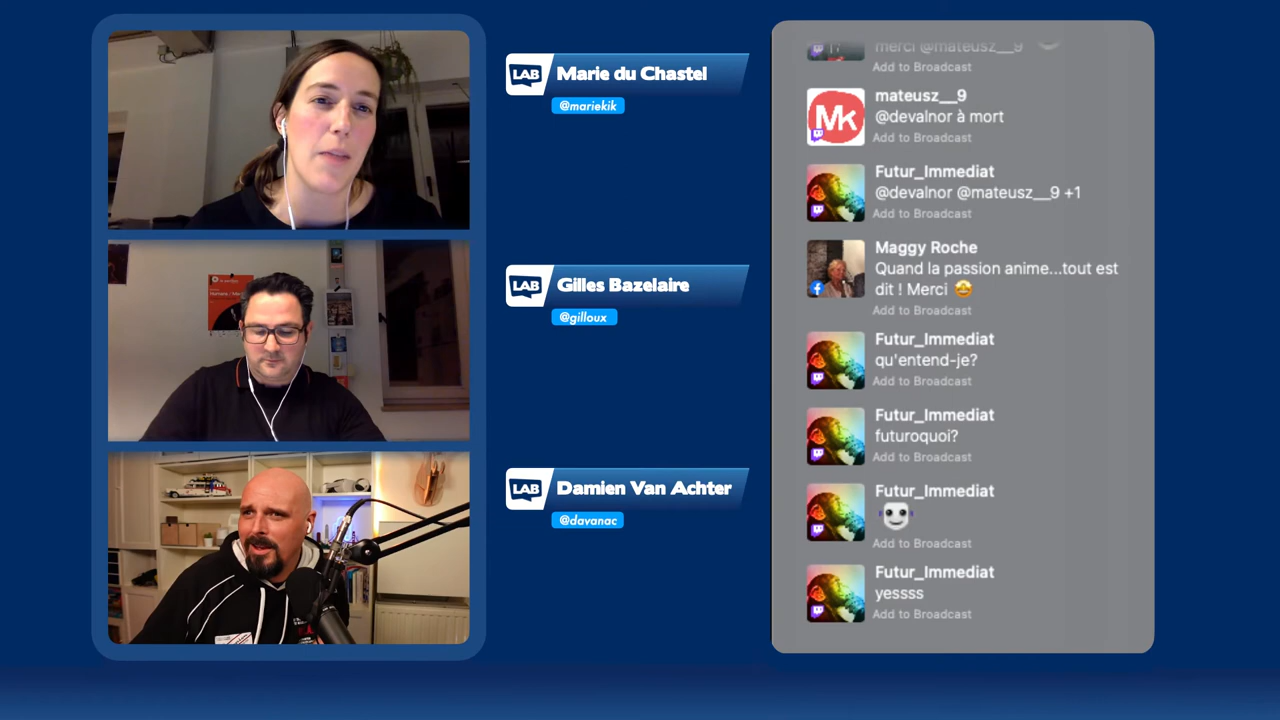 LAB
Marie du Chastel
@mariekik
LAB
Gilles Bazelaire
@gilloux
LAB
Damien Van Achter
@davanac
merci @mateusz__9
Add to Broadcast
Mk
mateusz__9
@devalnor à mort
Add to Broadcast
Futur_Immediat
@devalnor @mateusz__9 +1
Add to Broadcast
Maggy Roche
Quand la passion anime...tout est
dit ! Merci 🤩
Add to Broadcast
Futur_Immediat
qu'entend-je?
Add to Broadcast
Futur_Immediat
futuroquoi?
Add to Broadcast
Futur_Immediat
Add to Broadcast
Futur_Immediat
yessss
Add to Broadcast